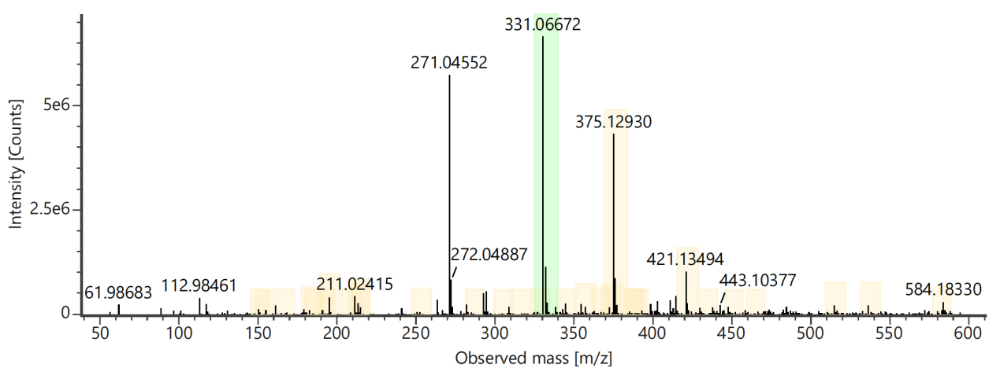 331.06672
271.04552
5e6
375.12930
2.5e6
272.04887
421.13494
61.98683
112.98461
211.02415
443.10377
584.18330
0
50 100 150 200 250 300 350 400 450 500 550 600
Observed mass [m/z]
Intensity [Counts]